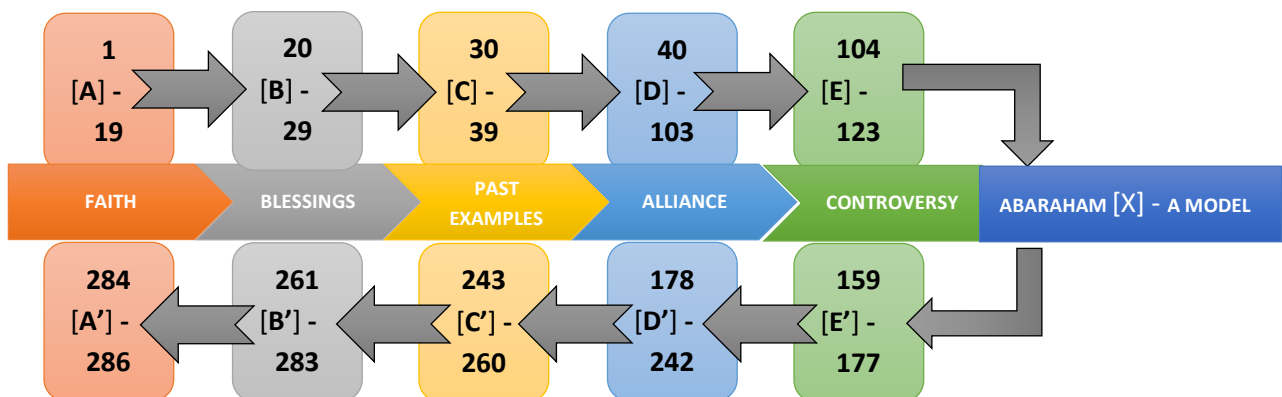 1
[A] -
19
20
[B] -
29
30
[C] -
39
40
[D] -
103
104
[E] -
123
FAITH
BLESSINGS
PAST
EXAMPLES
ALLIANCE
CONTROVERSY
ABARAHAM [X] - A MODEL
284
[A'] -
286
261
[B'] -
283
243
[C'] -
260
178
[D'] -
242
159
[E'] -
177